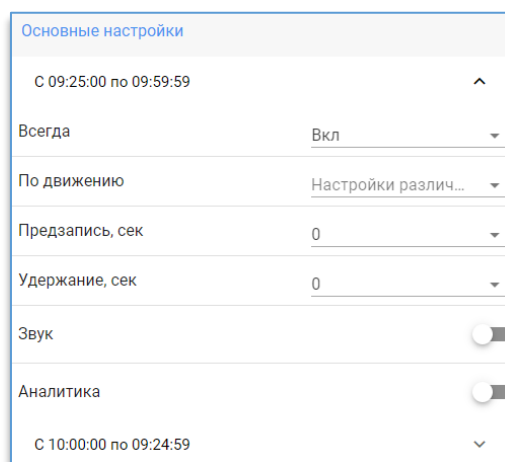 Основные настройки
С 09:25:00 по 09:59:59
Всегда Вкл
По движению Настройки различ...
Предзапись, сек 0
Удержание, сек 0
Звук
Аналитика
С 10:00:00 по 09:24:59